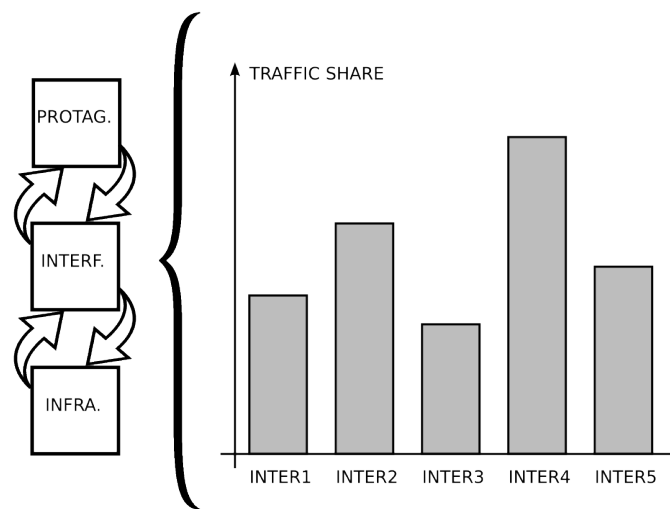 PROTAG.
INTERF.
INFRA.
TRAFFIC SHARE
INTER1 INTER2 INTER3 INTER4 INTER5